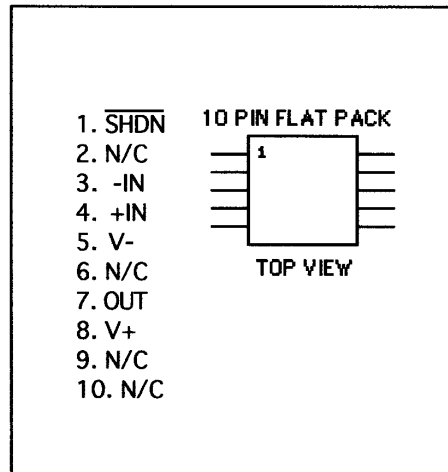 1. SHDN
2. N/C
3. -IN
4. +IN
5. V-
6. N/C
7. OUT
8. V+
9. N/C
10. N/C
10 PIN FLAT PACK
1
TOP VIEW